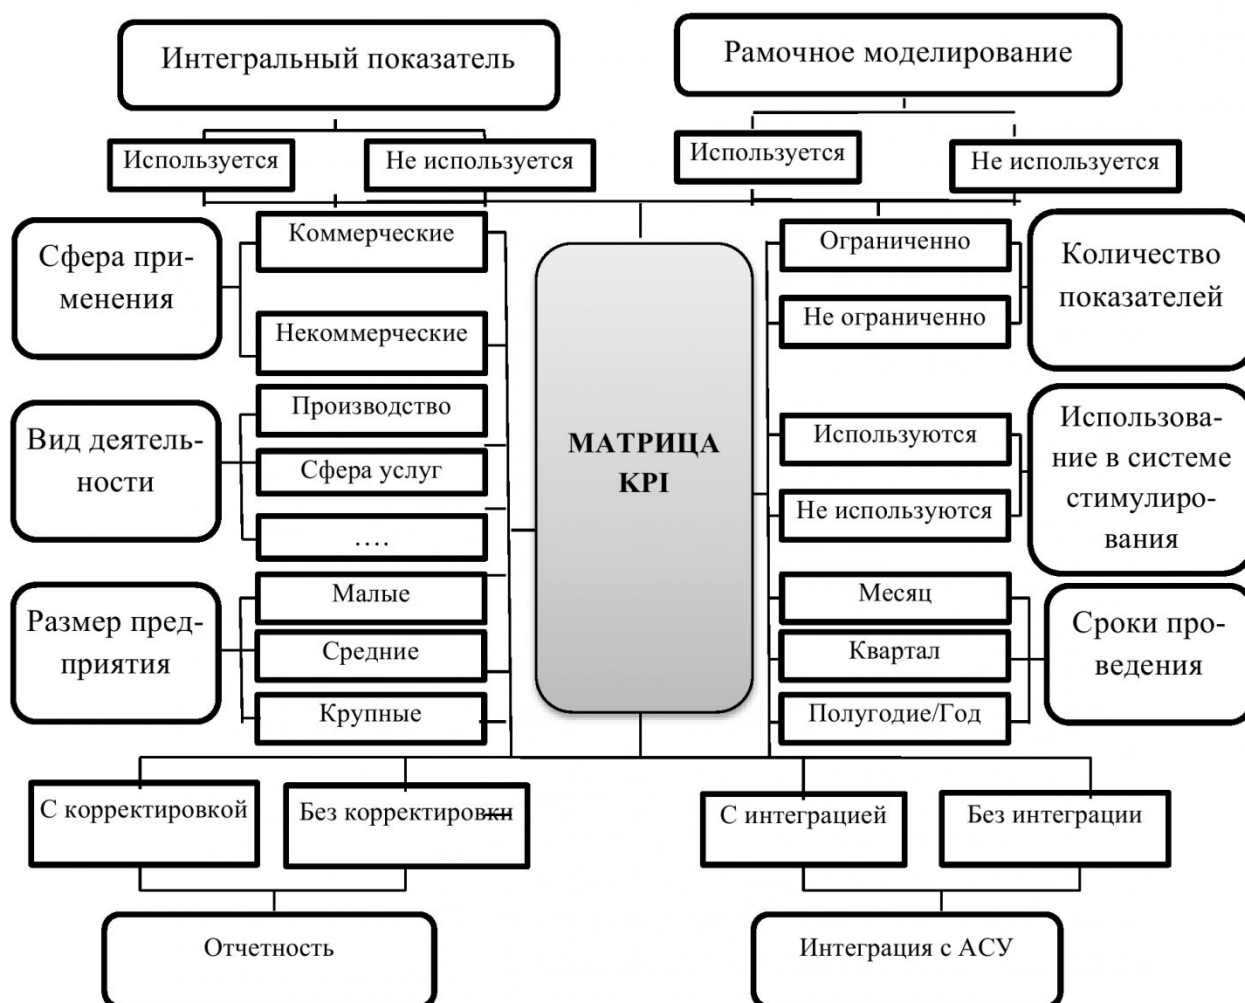 Интегральный показатель
Рамочное моделирование
Используется
Не используется
Используется
Не используется
Сфера при-
менения
Коммерческие
Некоммерческие
Вид деятель-
ности
Производство
Сфера услуг
….
Размер пред-
приятия
Малые
Средние
Крупные
МАТРИЦА
KPI
Ограниченно
Не ограниченно
Количество
показателей
Используются
Не используются
Использова-
ние в системе
стимулиро-
вания
Месяц
Квартал
Полугодие/Год
Сроки про-
ведения
С корректировкой
Без корректировки
С интеграцией
Без интеграции
Отчетность
Интеграция с АСУ